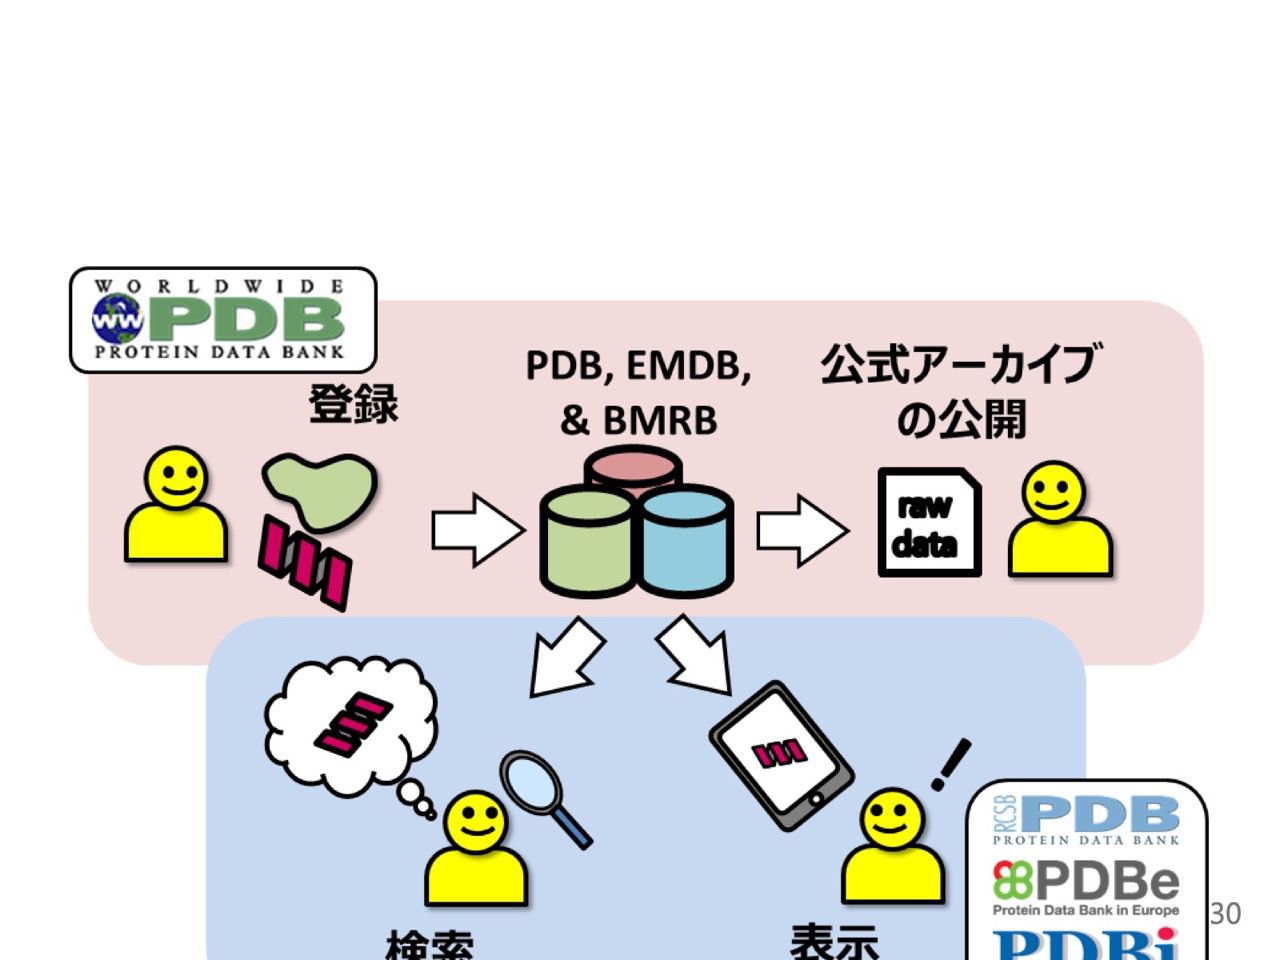 WORLDWIDE
ww PDB
PROTEIN DATA BANK
登録
PDB, EMDB,
& BMRB
公式アーカイブ
の公開
raw
data
!
検索
表示
RCSB PDB
PROTEIN DATA BANK
PDBe
Protein Data Bank in Europe
PDBj
30